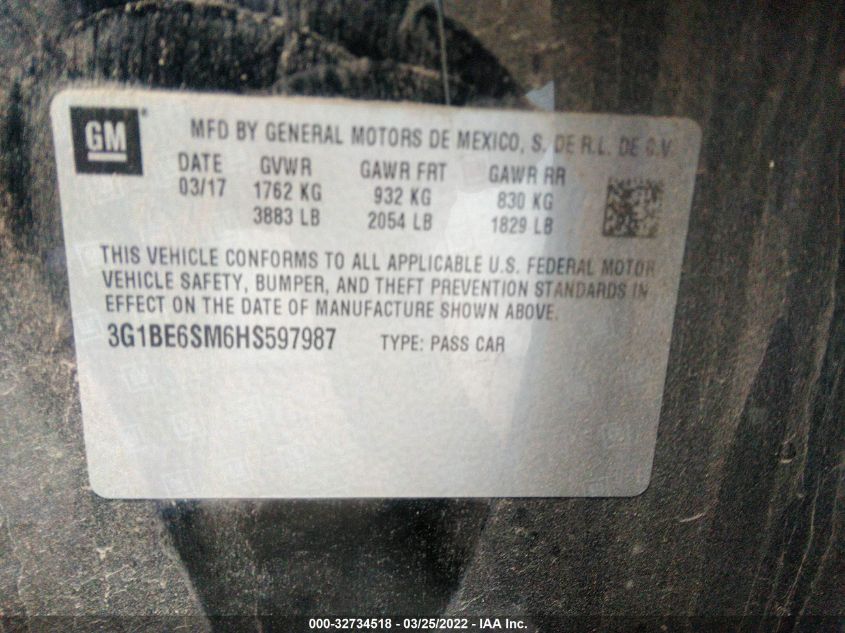 GM
MFD BY GENERAL MOTORS DE MEXICO, S. DE R.L. DE C.V
DATE GVWR GAWR FRT GAWR RR
03/17 1762 KG 932 KG 830 KG
3883 LB 2054 LB 1829 LB
THIS VEHICLE CONFORMS TO ALL APPLICABLE U.S. FEDERAL MOTOR
VEHICLE SAFETY, BUMPER, AND THEFT PREVENTION STANDARDS IN
EFFECT ON THE DATE OF MANUFACTURE SHOWN ABOVE.
3G1BE6SM6HS597987 TYPE: PASS CAR
000-32734518 - 03/25/2022 - IAA Inc.